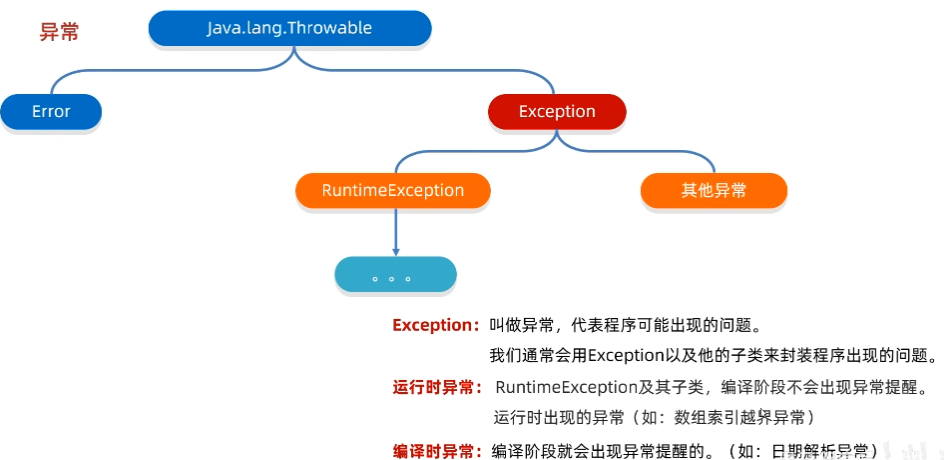 异常
Java.lang.Throwable
Error
Exception
RuntimeException
其他异常
。。。
Exception：叫做异常，代表程序可能出现的问题。
我们通常会用Exception以及他的子类来封装程序出现的问题。
运行时异常：RuntimeException及其子类，编译阶段不会出现异常提醒。
运行时出现的异常（如：数组索引越界异常）
编译时异常：编译阶段就会出现异常提醒的。（如：日期解析异常）